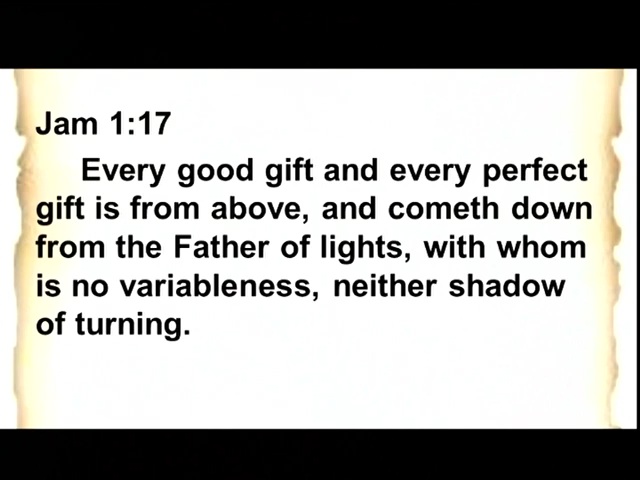 Jam 1:17
Every good gift and every perfect
gift is from above, and cometh down
from the Father of lights, with whom
is no variableness, neither shadow
of turning.